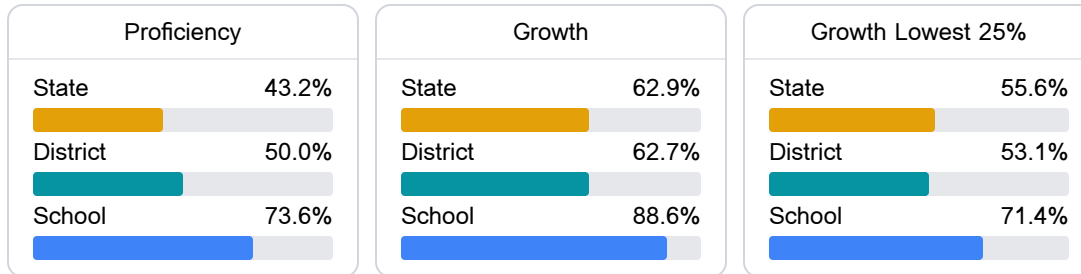 Proficiency
State 43.2%
District 50.0%
School 73.6%
Growth
State 62.9%
District 62.7%
School 88.6%
Growth Lowest 25%
State 55.6%
District 53.1%
School 71.4%